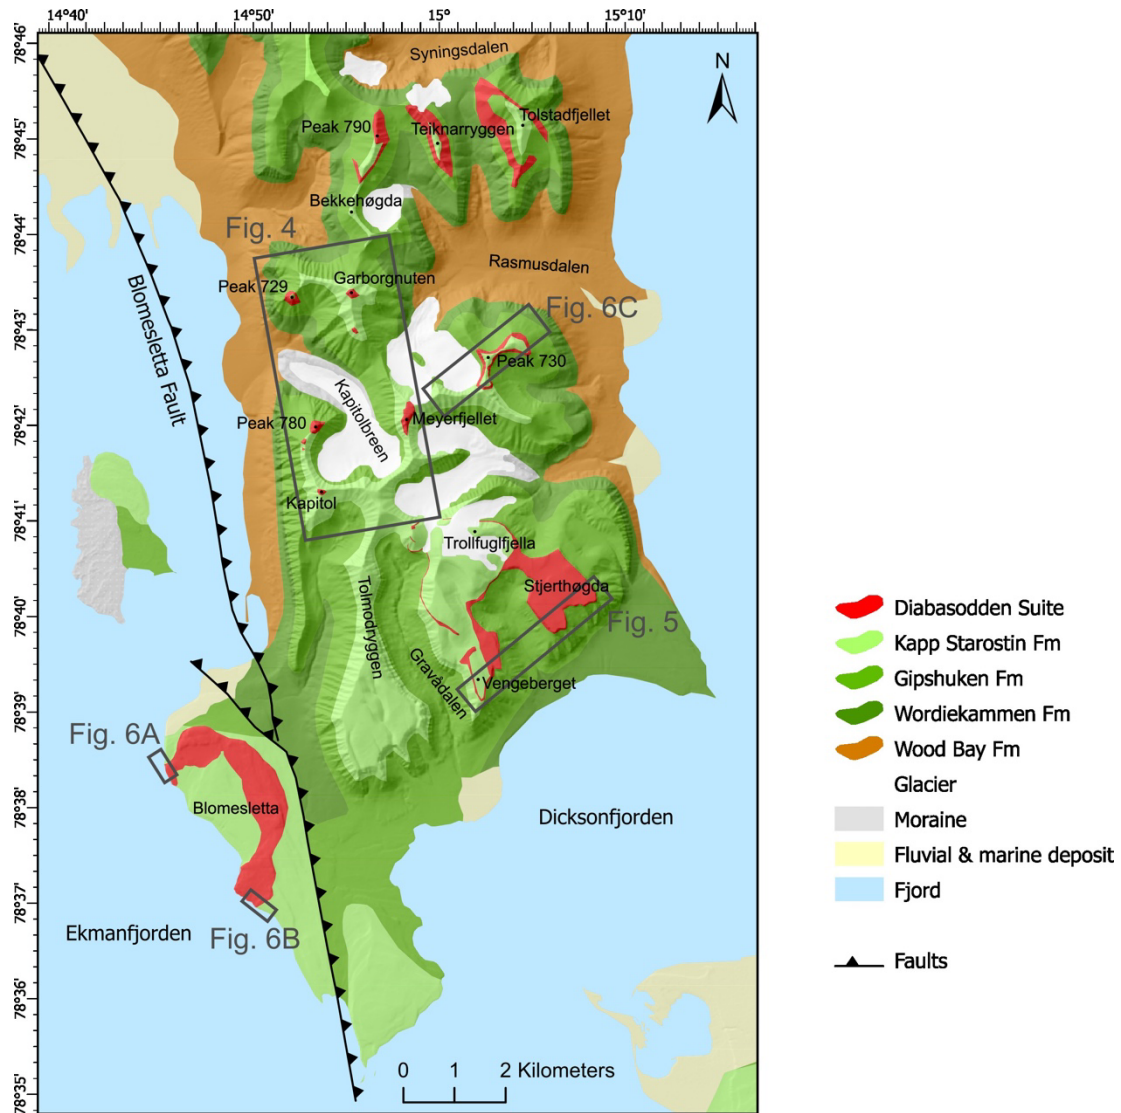 14°40' 14°50' 15° 15°10'
78°46'
78°45'
78°44'
78°43'
78°42'
78°41'
78°40'
78°39'
78°38'
78°37'
78°36'
78°35'
Syningsdalen
N
Tolstadfjellet
Peak 790
Teiknarryggen
Bekkehøgda
Fig. 4
Rasmusdalen
Peak 729
Garborgnuten
Fig. 6C
Blomesletta Fault
Peak 730
Kapitolbreen
Peak 780
Meyerfjellet
Kapitol
Trollfuglfjella
Stjerthøgda
Tolmodryggen
Fig. 5
Gravådalen
Vengeberget
Fig. 6A
Blomesletta
Dicksonfjorden
Ekmanfjorden
Fig. 6B
0 1 2 Kilometers
Diabasodden Suite
Kapp Starostin Fm
Gipshuken Fm
Wordiekammen Fm
Wood Bay Fm
Glacier
Moraine
Fluvial & marine deposit
Fjord
Faults